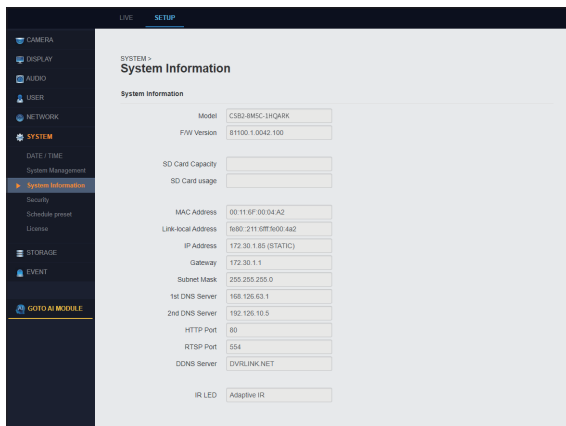 LIVE SETUP
CAMERA
DISPLAY
AUDIO
USER
NETWORK
SYSTEM
DATE / TIME
System Management
System Information
Security
Schedule preset
License
STORAGE
EVENT
GOTO AI MODULE
SYSTEM >
System Information
System Information
Model CSB2-8M5C-1HQARK
F/W Version 81100.1.0042.100
SD Card Capacity
SD Card usage
MAC Address 00:11:6F:00:04:A2
Link-local Address fe80::211:6fff:fe00:4a2
IP Address 172.30.1.85 (STATIC)
Gateway 172.30.1.1
Subnet Mask 255.255.255.0
1st DNS Server 168.126.63.1
2nd DNS Server 192.126.10.5
HTTP Port 80
RTSP Port 554
DDNS Server DVRLINK.NET
IR LED Adaptive IR